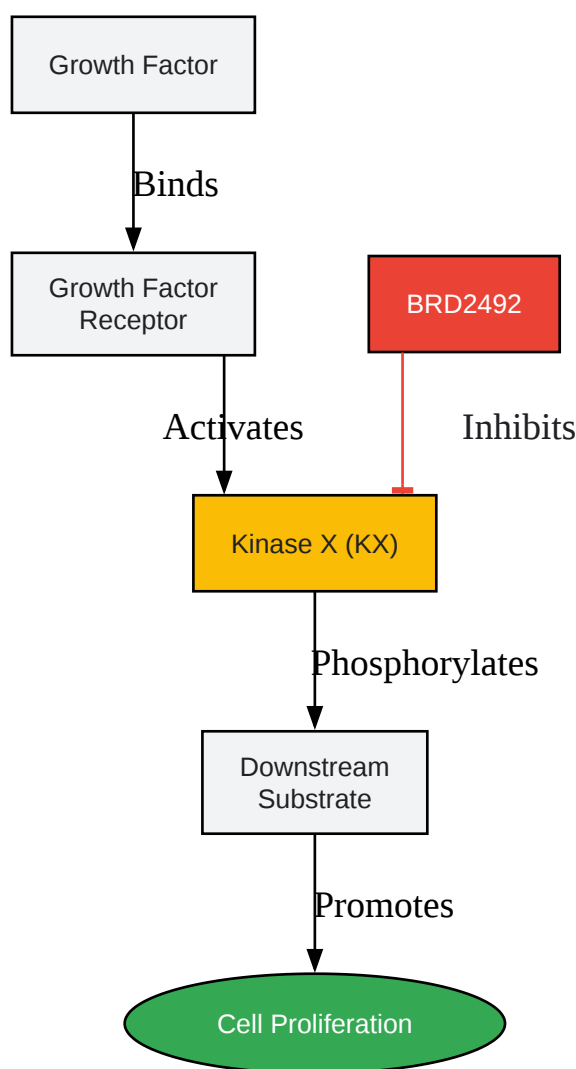 Growth Factor
Binds
Growth Factor
Receptor
BRD2492
Activates
Inhibits
Kinase X (KX)
Phosphorylates
Downstream
Substrate
Promotes
Cell Proliferation